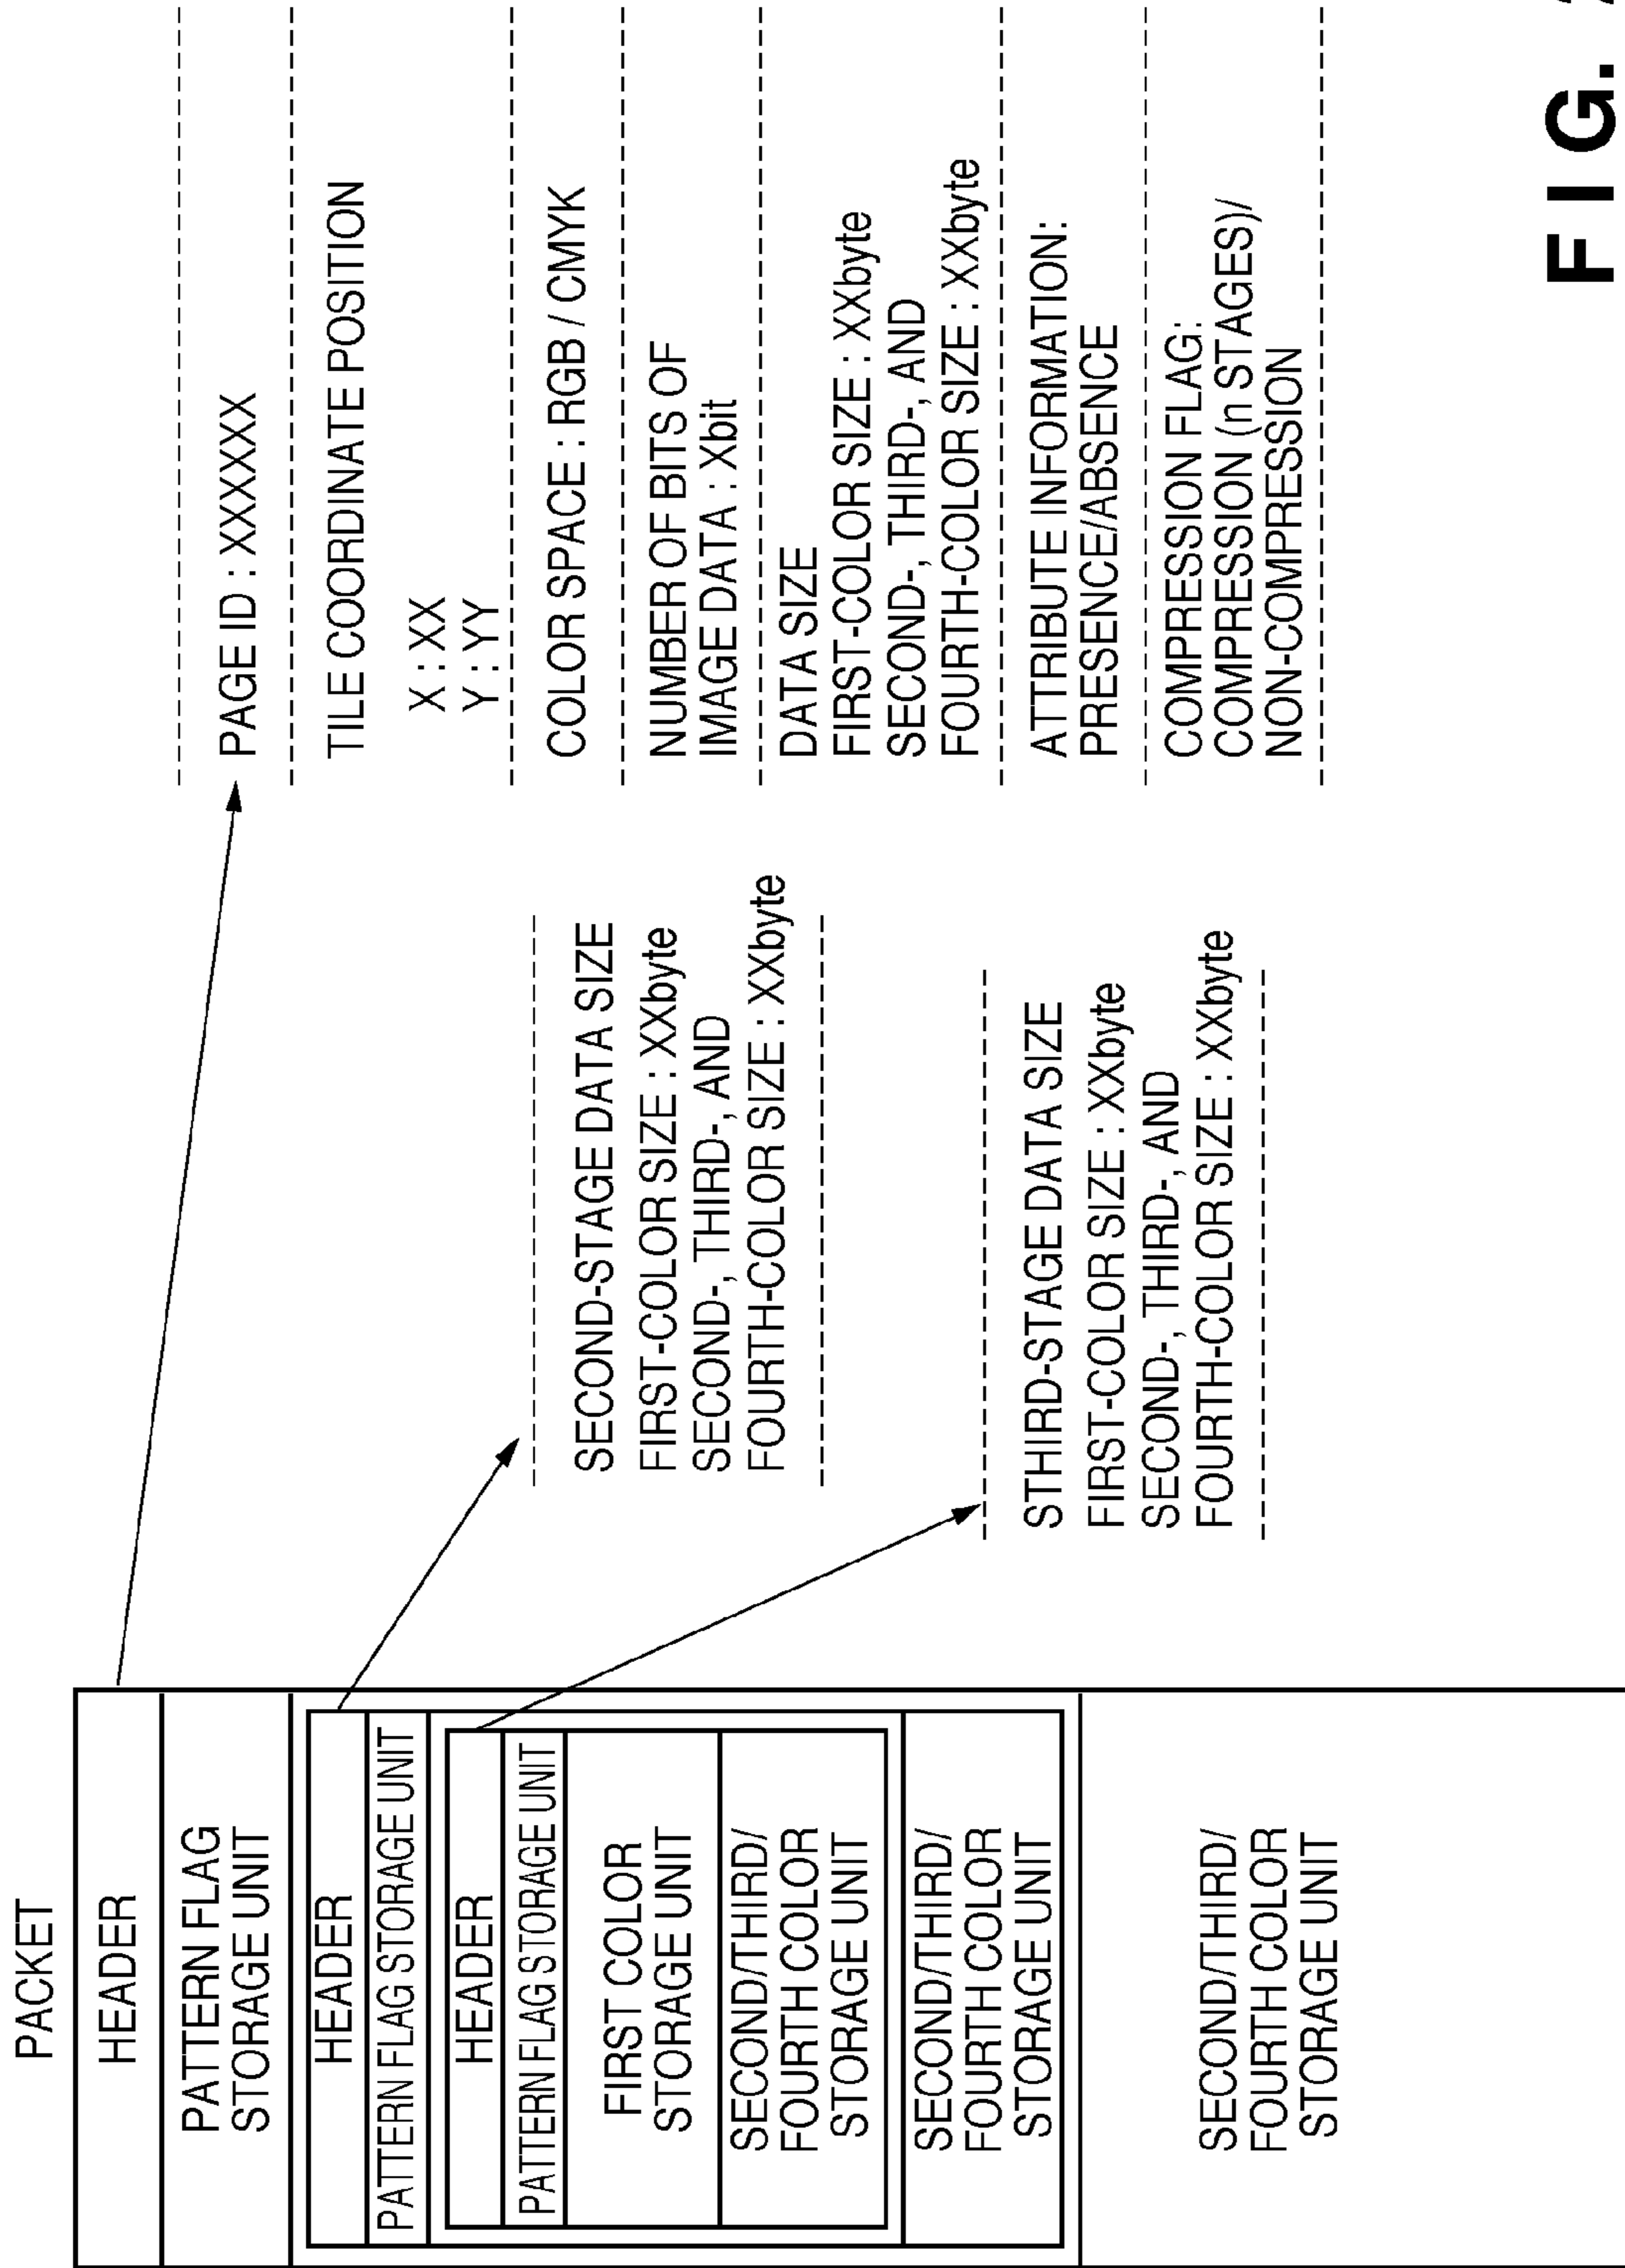 PACKET
HEADER
PATTERN FLAG
STORAGE UNIT
HEADER
PATTERN FLAG STORAGE UNIT
HEADER
PATTERN FLAG STORAGE UNIT
FIRST COLOR
STORAGE UNIT
SECOND/THIRD/
FOURTH COLOR
STORAGE UNIT
SECOND/THIRD/
FOURTH COLOR
STORAGE UNIT
SECOND/THIRD/
FOURTH COLOR
STORAGE UNIT
SECOND-STAGE DATA SIZE
FIRST-COLOR SIZE : XXbyte
SECOND-, THIRD-, AND
FOURTH-COLOR SIZE : XXbyte
STHIRD-STAGE DATA SIZE
FIRST-COLOR SIZE : XXbyte
SECOND-, THIRD-, AND
FOURTH-COLOR SIZE : XXbyte
PAGE ID : XXXXXX
TILE COORDINATE POSITION
X : XX
Y : YY
COLOR SPACE : RGB / CMYK
NUMBER OF BITS OF
IMAGE DATA : Xbit
DATA SIZE
FIRST-COLOR SIZE : XXbyte
SECOND-, THIRD-, AND
FOURTH-COLOR SIZE : XXbyte
ATTRIBUTE INFORMATION:
PRESENCE/ABSENCE
COMPRESSION FLAG:
COMPRESSION (n STAGES)/
NON-COMPRESSION
FIG.